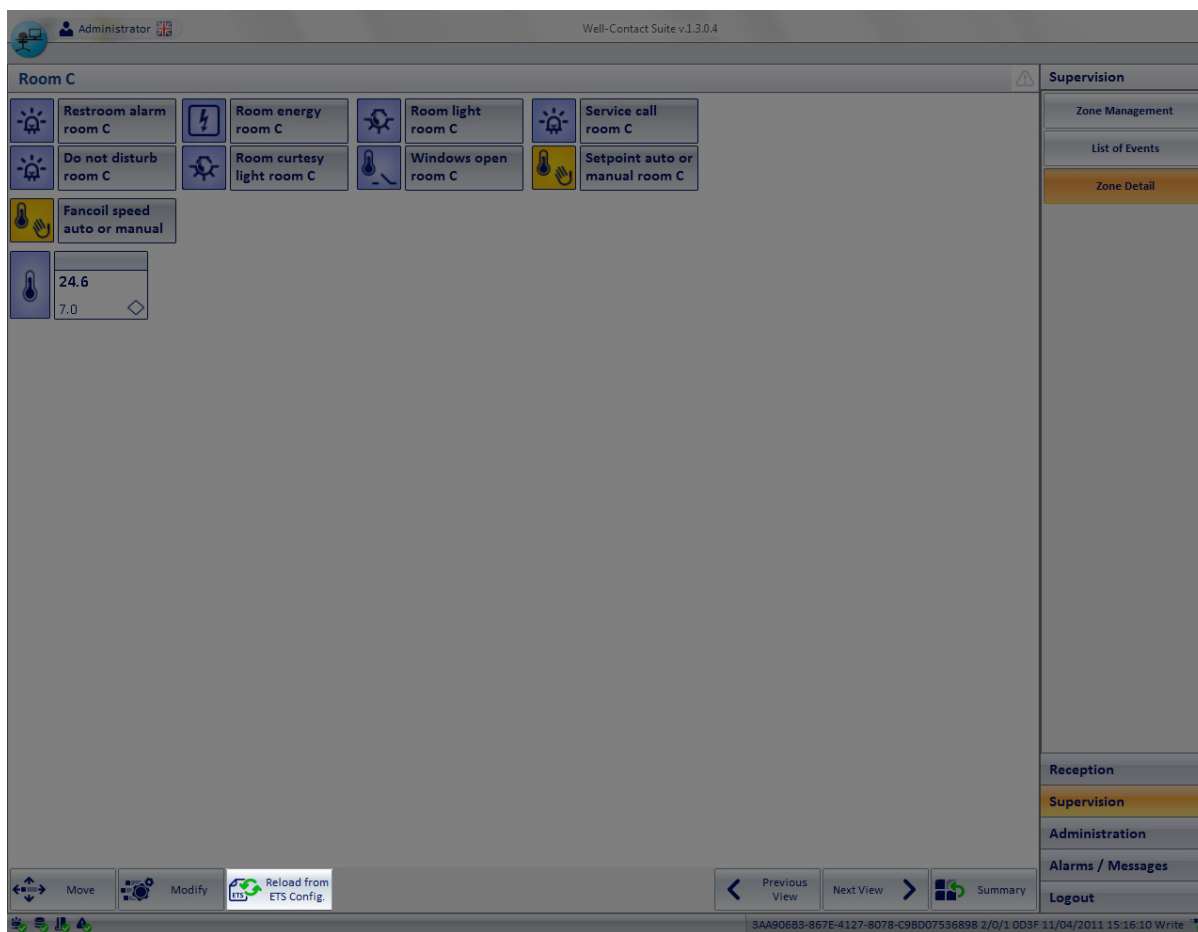 Administrator
Well-Contact Suite v.1.3.0.4
Room C
Supervision
Restroom alarm
room C
Room energy
room C
Room light
room C
Service call
room C
Do not disturb
room C
Room curtesy
light room C
Windows open
room C
Setpoint auto or
manual room C
Fancoil speed
auto or manual
24.6
7.0
Zone Management
List of Events
Zone Detail
Reception
Supervision
Administration
Alarms / Messages
Logout
Move
Modify
ETS
Reload from
ETS Config.
Previous
View
Next View
Summary
3AA906B3-867E-4127-8078-C9BD07536898 2/0/1 0D3F 11/04/2011 15:16:10 Write